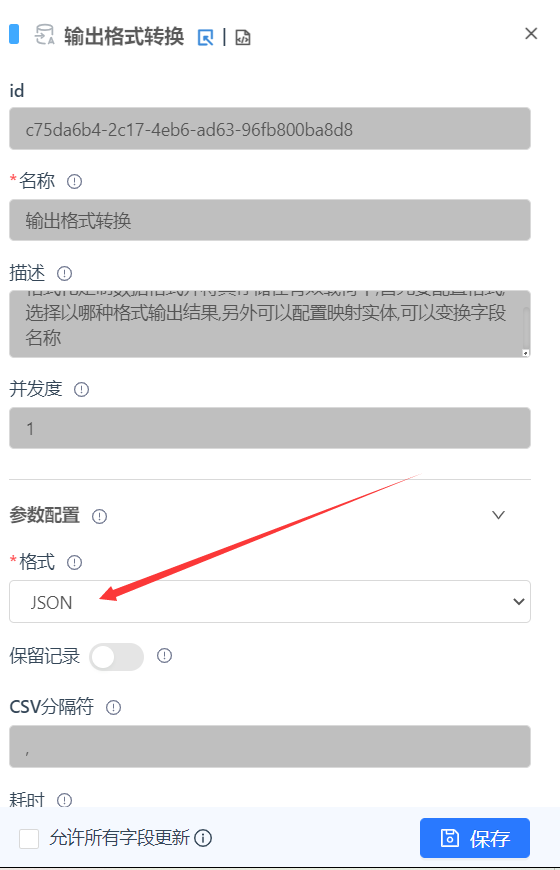 输出格式转换 |
id
c75da6b4-2c17-4eb6-ad63-96fb800ba8d8
*名称
输出格式转换
描述
选择以哪种格式输出结果,另外可以配置映射实体,可以变换字段
名称
并发度
1
参数配置
*格式
JSON
保留记录
CSV分隔符
,
耗时
允许所有字段更新
保存